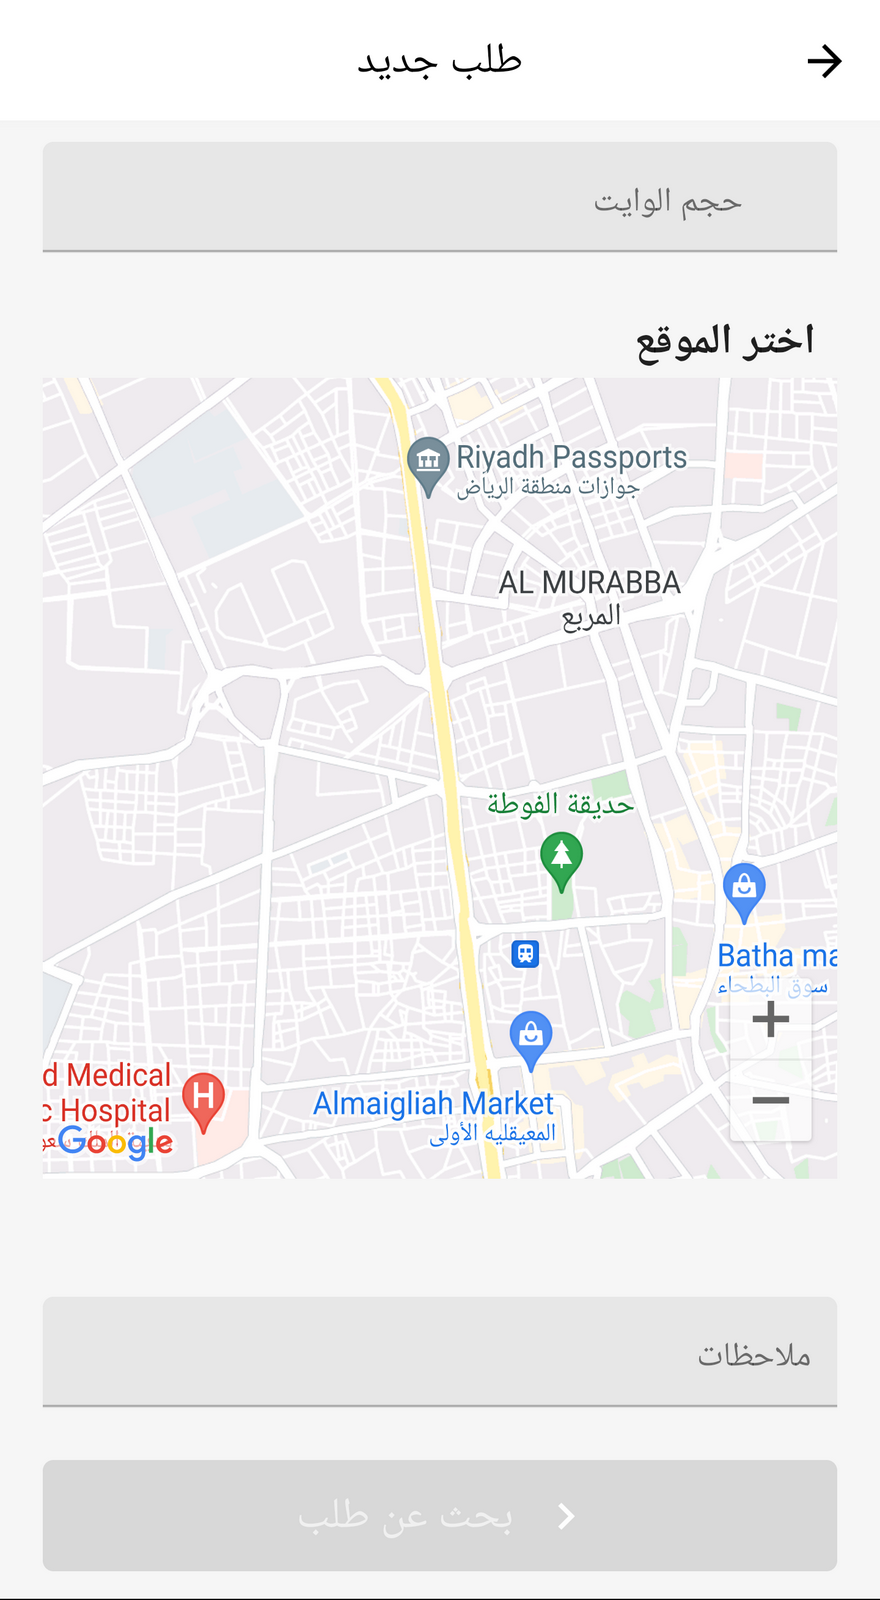 طلب جديد
حجم الوايت
اختر الموقع
Riyadh Passports
جوازات منطقة الرياض
AL MURABBA
المربع
حديقة الفوطة
Batha ma
سوق البطحاء
d Medical
c Hospital
Google
Almaigliah Market
المعيقليه الأولى
ملاحظات
بحث عن طلب